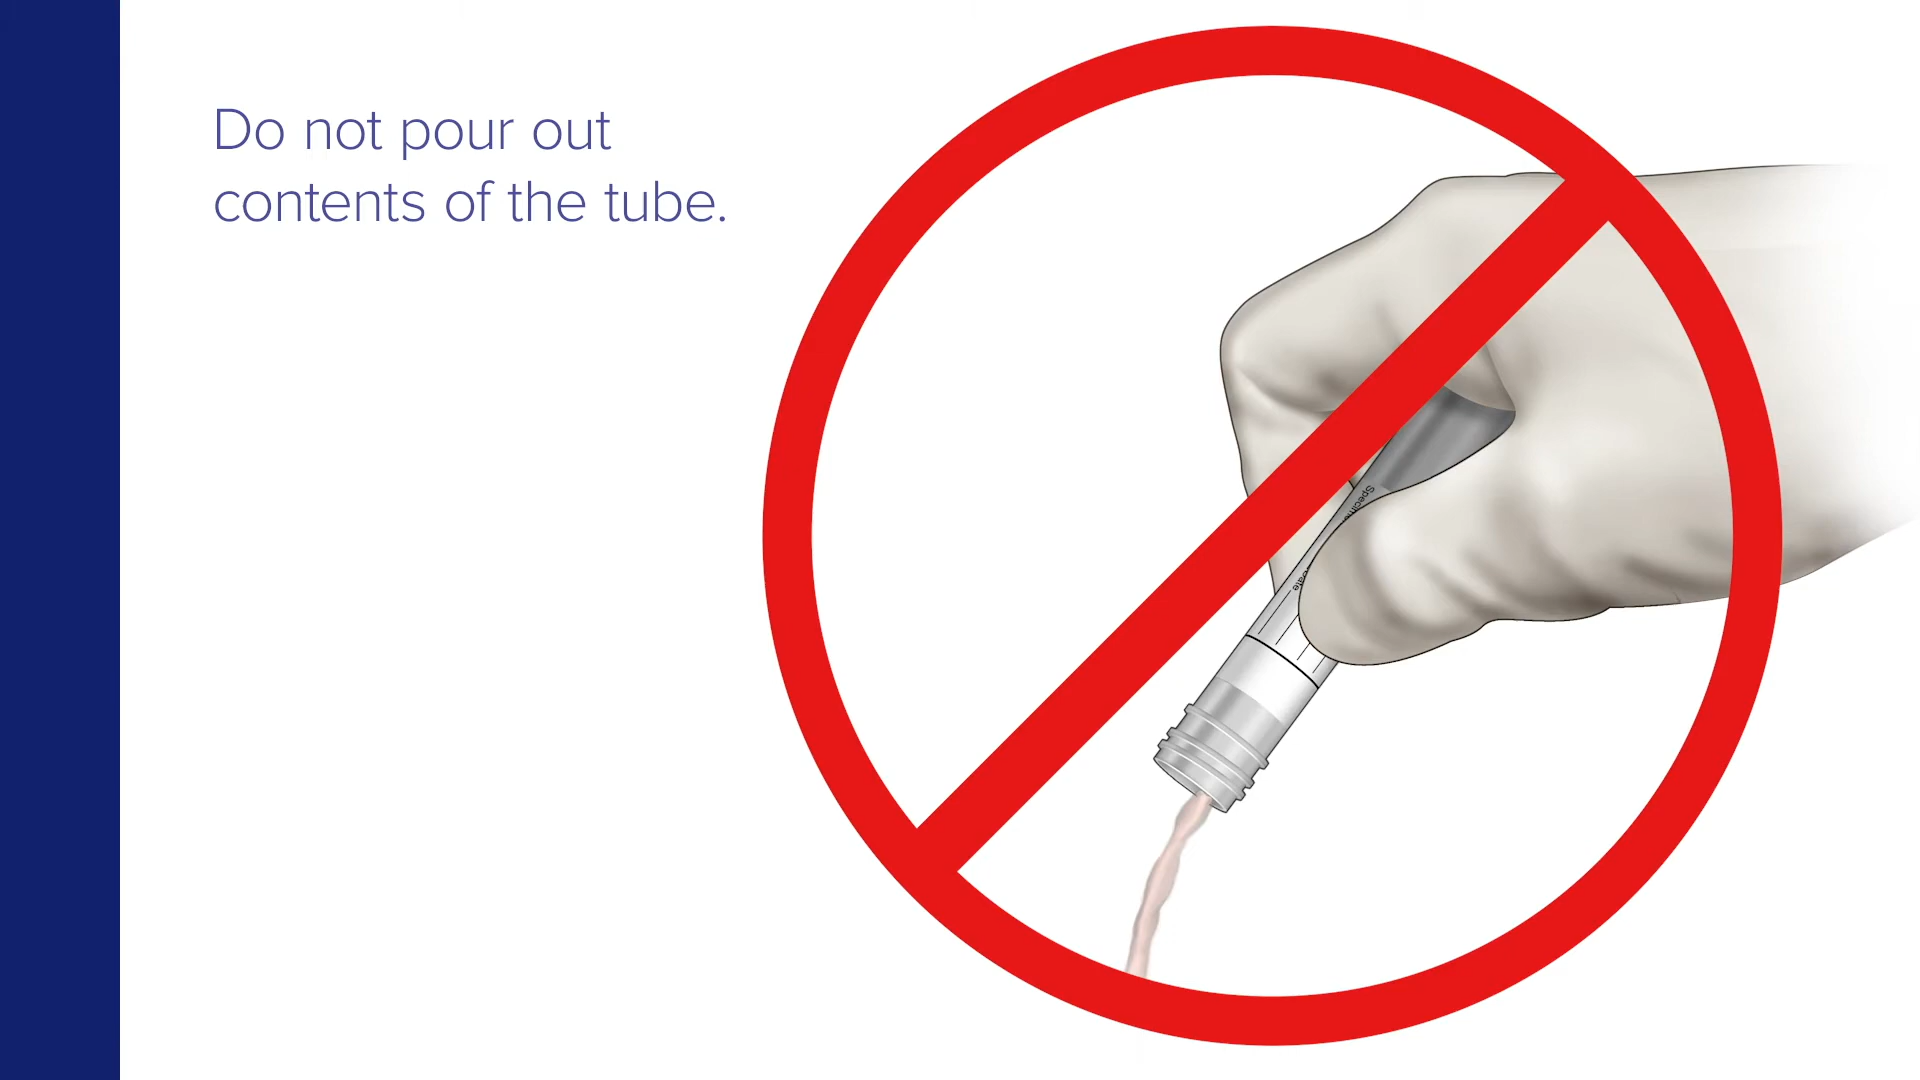 Do not pour out
contents of the tube.